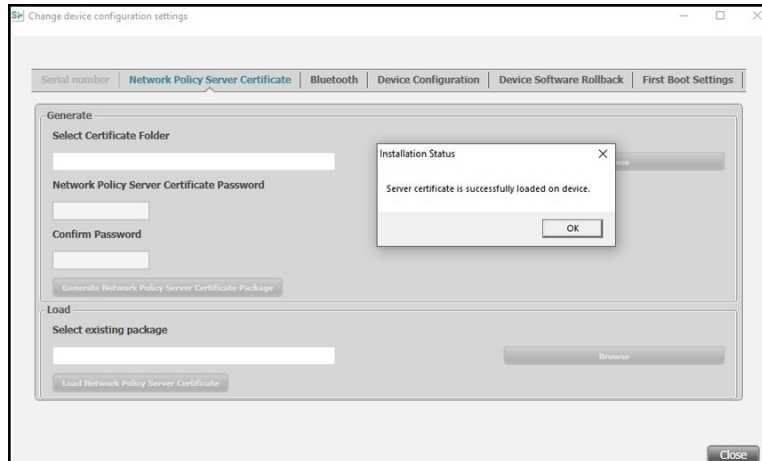 Change device configuration settings
Serial number Network Policy Server Certificate Bluetooth Device Configuration Device Software Rollback First Boot Settings
Generate
Select Certificate Folder
Installation Status
Server certificate is successfully loaded on device.
OK
Network Policy Server Certificate Password
Confirm Password
Generate Network Policy Server Certificate Package
Load
Select existing package
Browse
Load Network Policy Server Certificate
Close